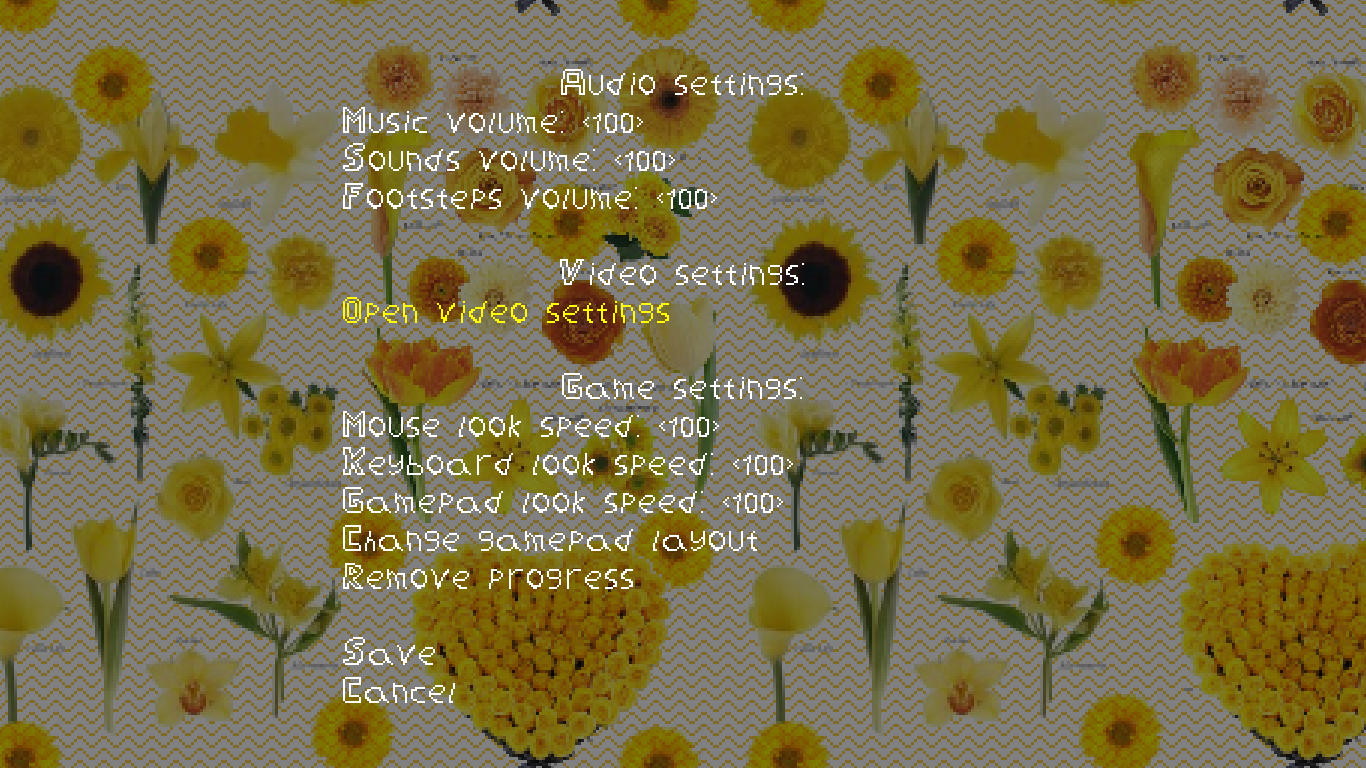 Audio settings:
Music volume: <100>
Sounds volume: <100>
Footsteps volume: <100>
Video settings:
Open video settings
Game settings:
Mouse look speed: <100>
Keyboard look speed: <100>
Gamepad look speed: <100>
Change gamepad layout
Remove progress
Save
Cancel